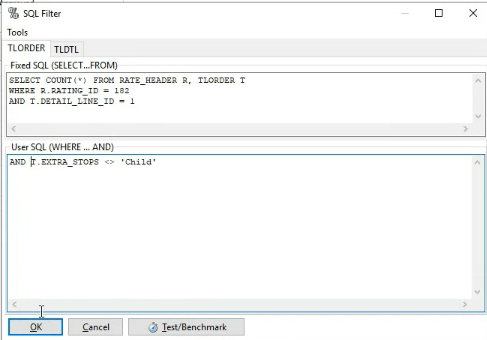 SQL Filter
Tools
TLORDER TLDTL
Fixed SQL (SELECT...FROM)
SELECT COUNT(*) FROM RATE_HEADER R, TLORDER T
WHERE R.RATING_ID = 182
AND T.DETAIL_LINE_ID = 1
User SQL (WHERE ... AND)
AND T.EXTRA_STOPS <> 'Child'
OK Cancel Test/Benchmark